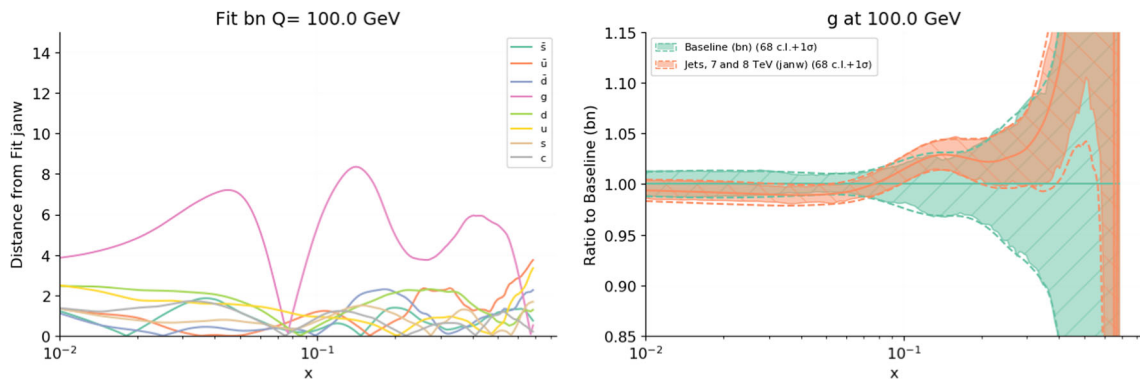 Fit bn Q= 100.0 GeV
Distance from Fit janw
14
12
10
8
6
4
2
0
10⁻²
10⁻¹
x
s̄
ū
d̄
g
d
u
s
c
g at 100.0 GeV
Ratio to Baseline (bn)
1.15
1.10
1.05
1.00
0.95
0.90
0.85
10⁻²
10⁻¹
x
Baseline (bn) (68 c.l.+1σ)
Jets, 7 and 8 TeV (janw) (68 c.l.+1σ)